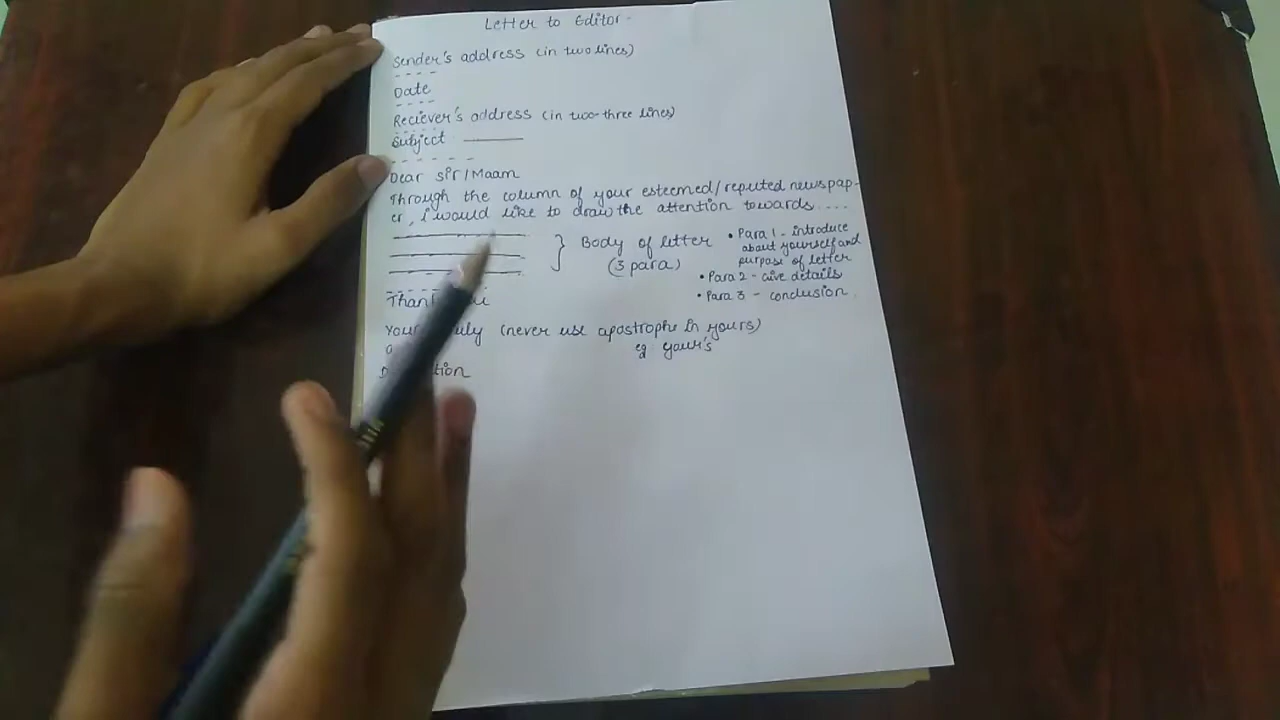 Letter to Editor -
Sender's address (in two lines)
Date
Reciever's address (in two-three lines)
Subject
Dear sir/Maam
Through the column of your esteemed/reputed newspap-
er, i would like to draw the attention towards....
Body of letter
(3 para)
• Para 1 - introduce
about yourself and
purpose of letter
• Para 2 - Give details
• Para 3 - conclusion
(never use apostrophe in yours)
eg your's